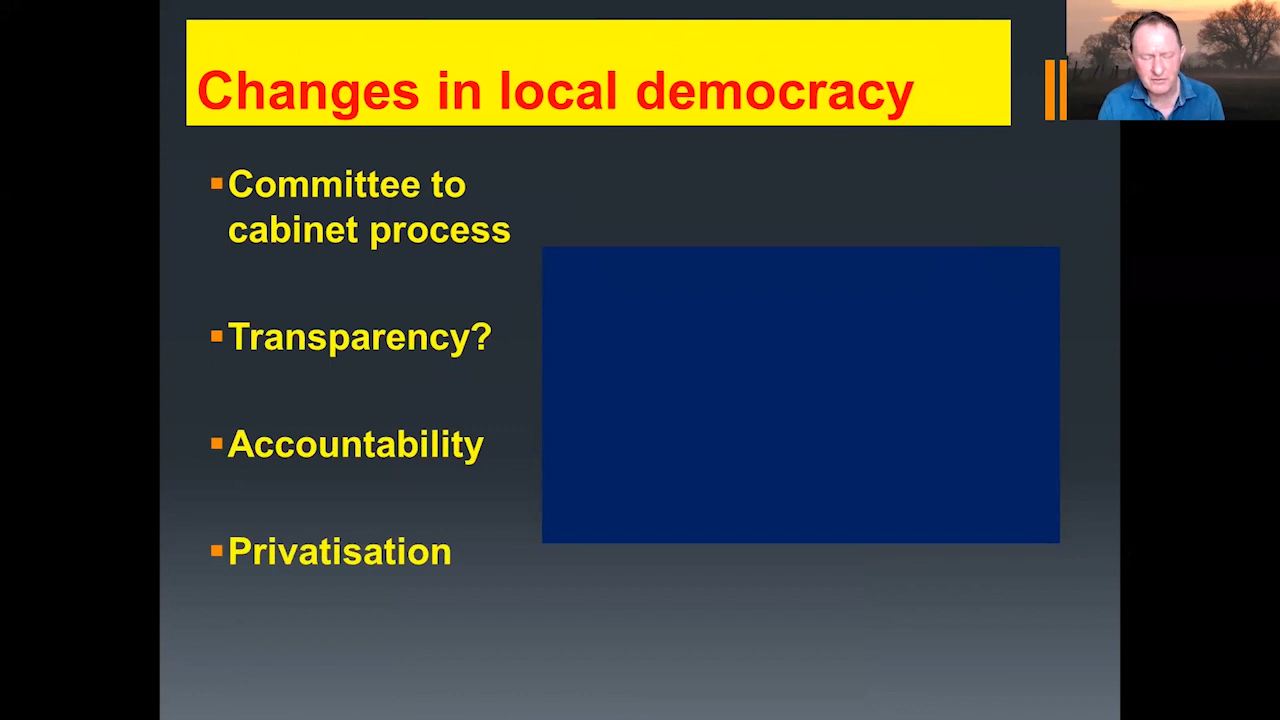 Changes in local democracy
Committee to
cabinet process
Transparency?
Accountability
Privatisation